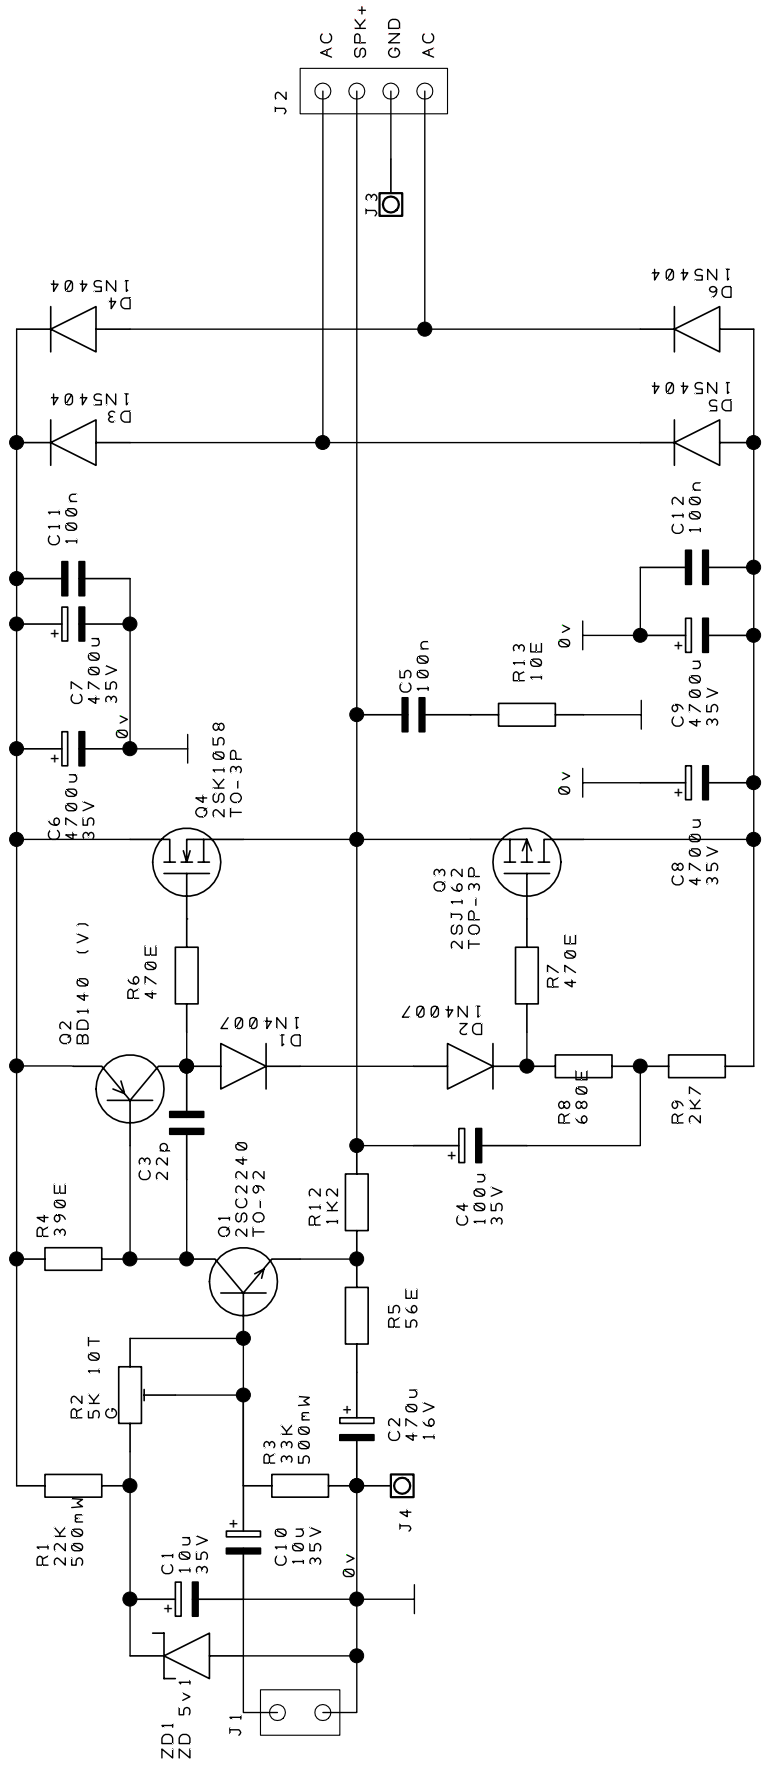 AC
SPK+
GND
AC
J2
J3
D4
1N5404
D6
1N5404
D3
1N5404
D5
1N5404
C11
100n
C12
100n
C7
4700u
35V
0v
C6
4700u
35V
C5
100n
R13
10E
0v
C9
4700u
35V
0v
C8
4700u
35V
Q4
2SK1058
TO-3P
Q3
2SJ162
TOP-3P
Q2
BD140 (V)
R6
470E
R7
470E
D1
1N4007
D2
1N4007
R8
680E
R9
2K7
C3
22p
C4
100u
35V
R4
390E
Q1
2SC2240
TO-92
R12
1K2
R5
56E
R2
5K 10T
G
R3
33K
500mW
C2
470u
16V
J4
R1
22K
500mW
C1
10u
35V
C10
10u
35V
0v
ZD1
ZD 5v1
J1